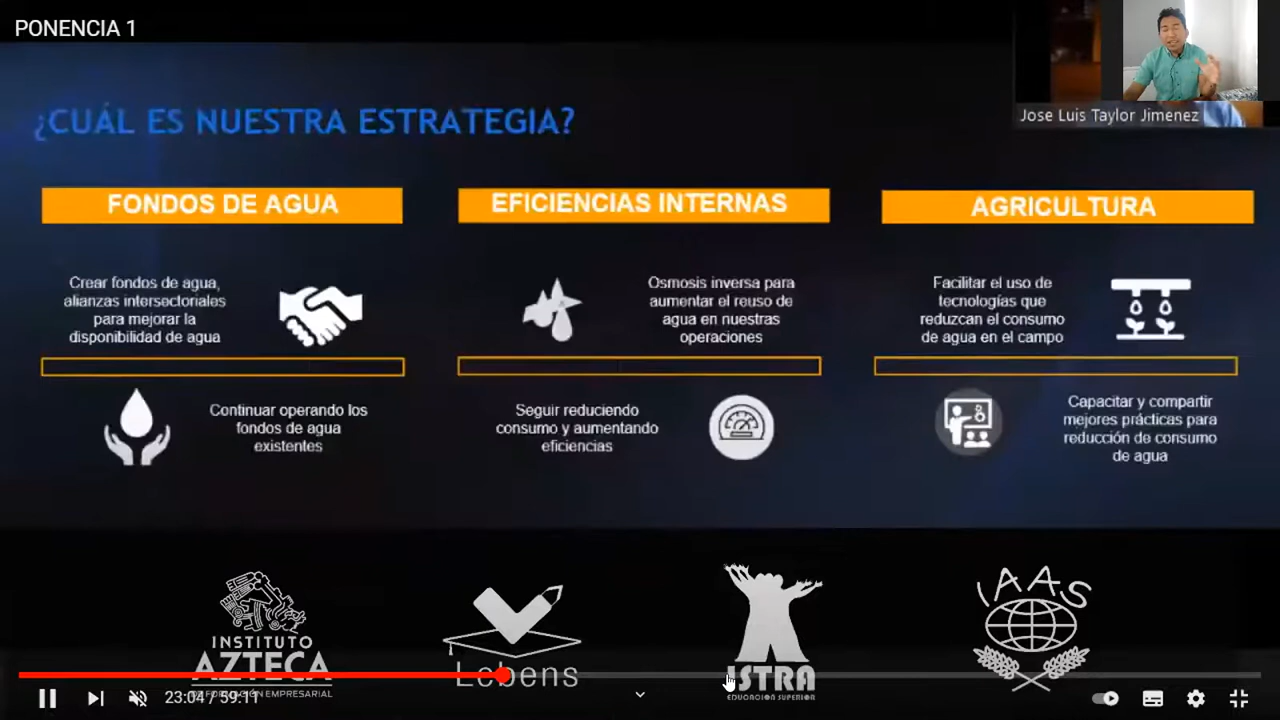 PONENCIA 1
Jose Luis Taylor Jimenez
¿CUÁL ES NUESTRA ESTRATEGIA?
FONDOS DE AGUA
Crear fondos de agua,
alianzas intersectoriales
para mejorar la
disponibilidad de agua
Continuar operando los
fondos de agua
existentes
EFICIENCIAS INTERNAS
Osmosis inversa para
aumentar el reuso de
agua en nuestras
operaciones
Seguir reduciendo
consumo y aumentando
eficiencias
AGRICULTURA
Facilitar el uso de
tecnologías que
reduzcan el consumo
de agua en el campo
Capacitar y compartir
mejores prácticas para
reducción de consumo
de agua
INSTITUTO
AZTECA
DE FORMACIÓN EMPRESARIAL
Lebens
ISTRA
EDUCACION SUPERIOR
IAAS
23:04 / 59:11